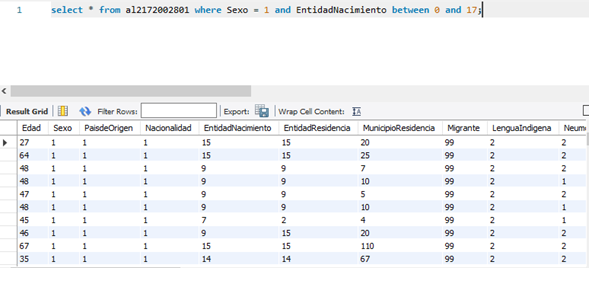 1 select * from al2172002801 where Sexo = 1 and EntidadNacimiento between 0 and 17;
Result Grid Filter Rows: Export: Wrap Cell Content:
Edad Sexo PaisdeOrigen Nacionalidad EntidadNacimiento EntidadResidencia MunicipioResidencia Migrante LenguaIndigena Neumo
27 1 1 1 15 15 20 99 2 2
64 1 1 1 15 15 25 99 2 2
48 1 1 1 9 9 7 99 2 2
48 1 1 1 9 9 10 99 2 1
47 1 1 1 9 9 5 99 2 2
48 1 1 1 9 9 10 99 2 1
45 1 1 1 7 2 4 99 2 1
46 1 1 1 9 15 20 99 2 2
67 1 1 1 15 15 110 99 2 2
35 1 1 1 14 14 67 99 2 2